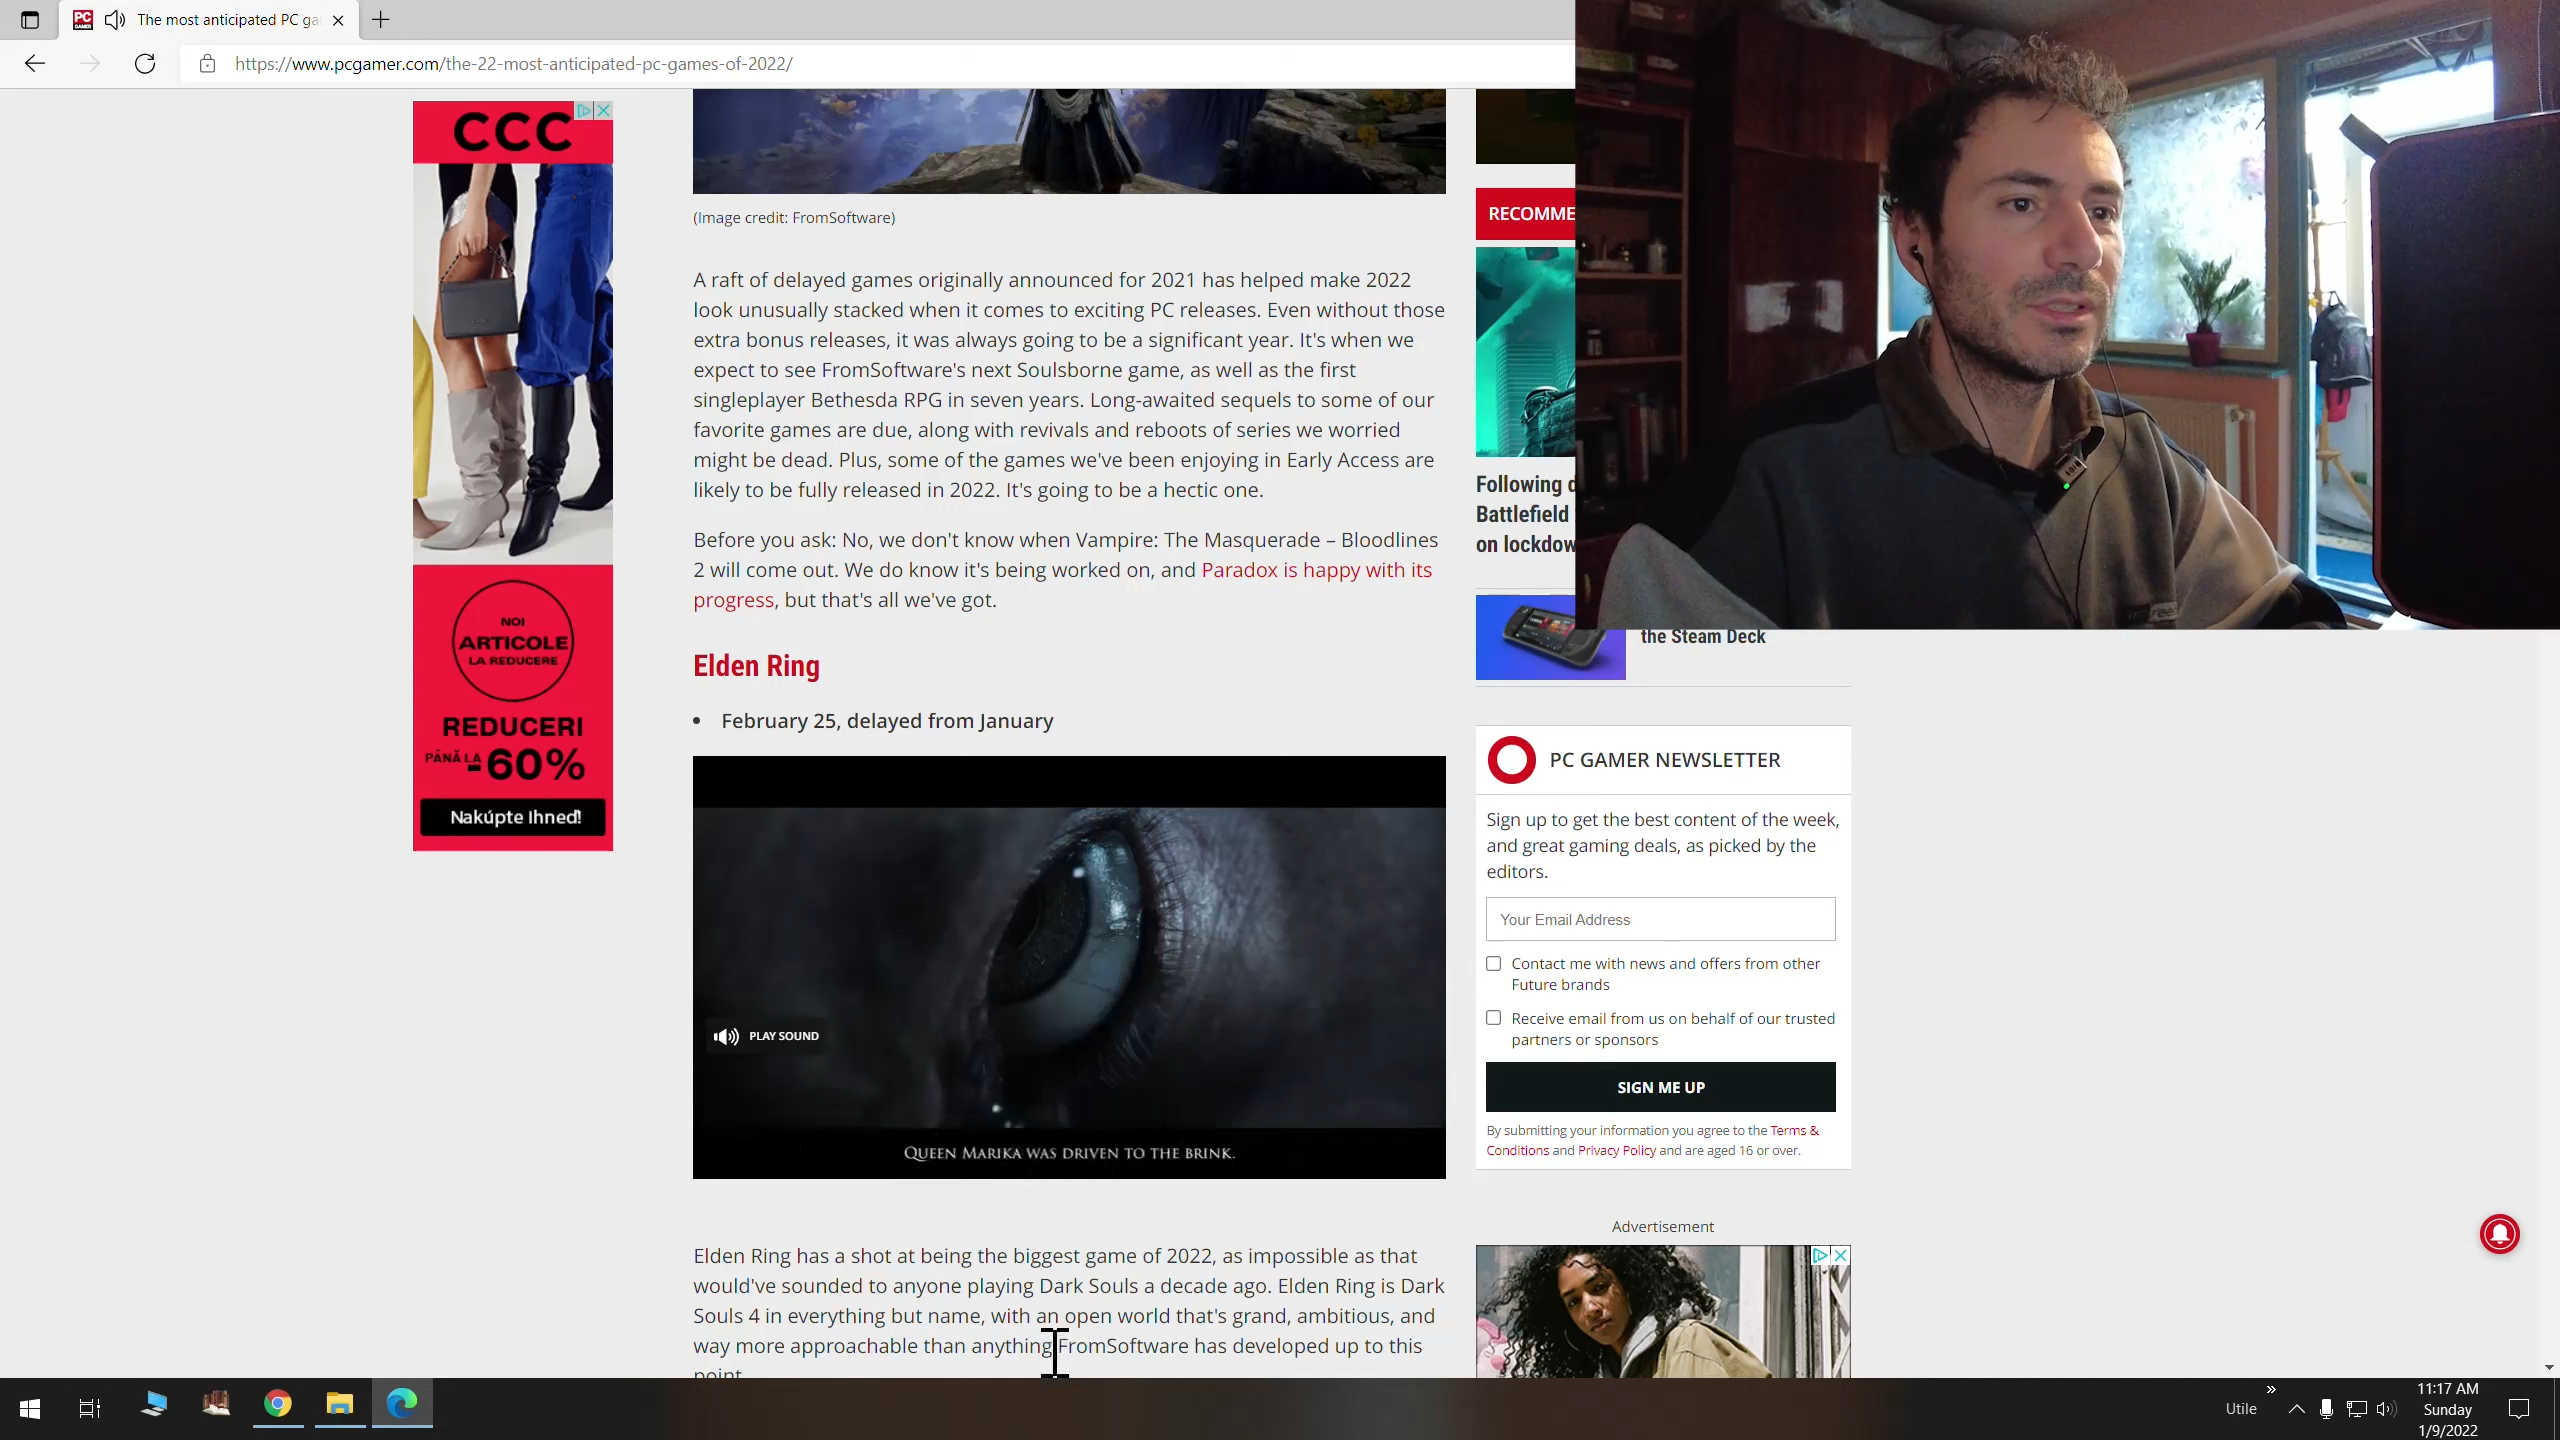 The most anticipated PC ga
https://www.pcgamer.com/the-22-most-anticipated-pc-games-of-2022/
CCC
NOI
ARTICOLE
LA REDUCERE
REDUCERI
PÂNĂ LA -60%
Nakúpte ihned!
(Image credit: FromSoftware)
A raft of delayed games originally announced for 2021 has helped make 2022
look unusually stacked when it comes to exciting PC releases. Even without those
extra bonus releases, it was always going to be a significant year. It's when we
expect to see FromSoftware's next Soulsborne game, as well as the first
singleplayer Bethesda RPG in seven years. Long-awaited sequels to some of our
favorite games are due, along with revivals and reboots of series we worried
might be dead. Plus, some of the games we've been enjoying in Early Access are
likely to be fully released in 2022. It's going to be a hectic one.
Before you ask: No, we don't know when Vampire: The Masquerade – Bloodlines
2 will come out. We do know it's being worked on, and Paradox is happy with its
progress, but that's all we've got.
Elden Ring
• February 25, delayed from January
PLAY SOUND
QUEEN MARIKA WAS DRIVEN TO THE BRINK.
Elden Ring has a shot at being the biggest game of 2022, as impossible as that
would've sounded to anyone playing Dark Souls a decade ago. Elden Ring is Dark
Souls 4 in everything but name, with an open world that's grand, ambitious, and
way more approachable than anything FromSoftware has developed up to this
point.
RECOMME
Following d
Battlefield
on lockdow
the Steam Deck
PC GAMER NEWSLETTER
Sign up to get the best content of the week,
and great gaming deals, as picked by the
editors.
Your Email Address
Contact me with news and offers from other
Future brands
Receive email from us on behalf of our trusted
partners or sponsors
SIGN ME UP
By submitting your information you agree to the Terms &
Conditions and Privacy Policy and are aged 16 or over.
Advertisement
Utile
11:17 AM
Sunday
1/9/2022